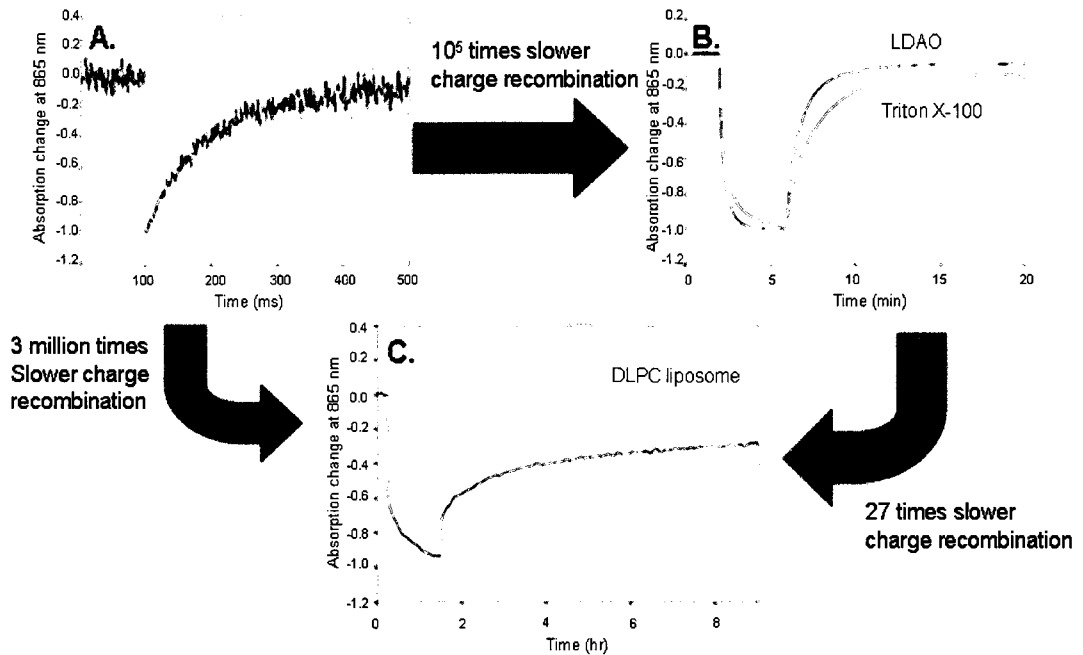 A.
0.4
0.2
0.0
-0.2
-0.4
-0.6
-0.8
-1.0
-1.2
Absorption change at 865 nm
100
200
300
400
500
Time (ms)
10⁵ times slower
charge recombination
B.
0.4
0.2
0.0
-0.2
-0.4
-0.6
-0.8
-1.0
-1.2
Absorption change at 865 nm
LDAO
Triton X-100
0
5
10
15
20
Time (min)
3 million times
Slower charge
recombination
C.
0.4
0.2
0.0
-0.2
-0.4
-0.6
-0.8
-1.0
-1.2
Absorption change at 865 nm
DLPC liposome
0
2
4
6
8
Time (hr)
27 times slower
charge recombination